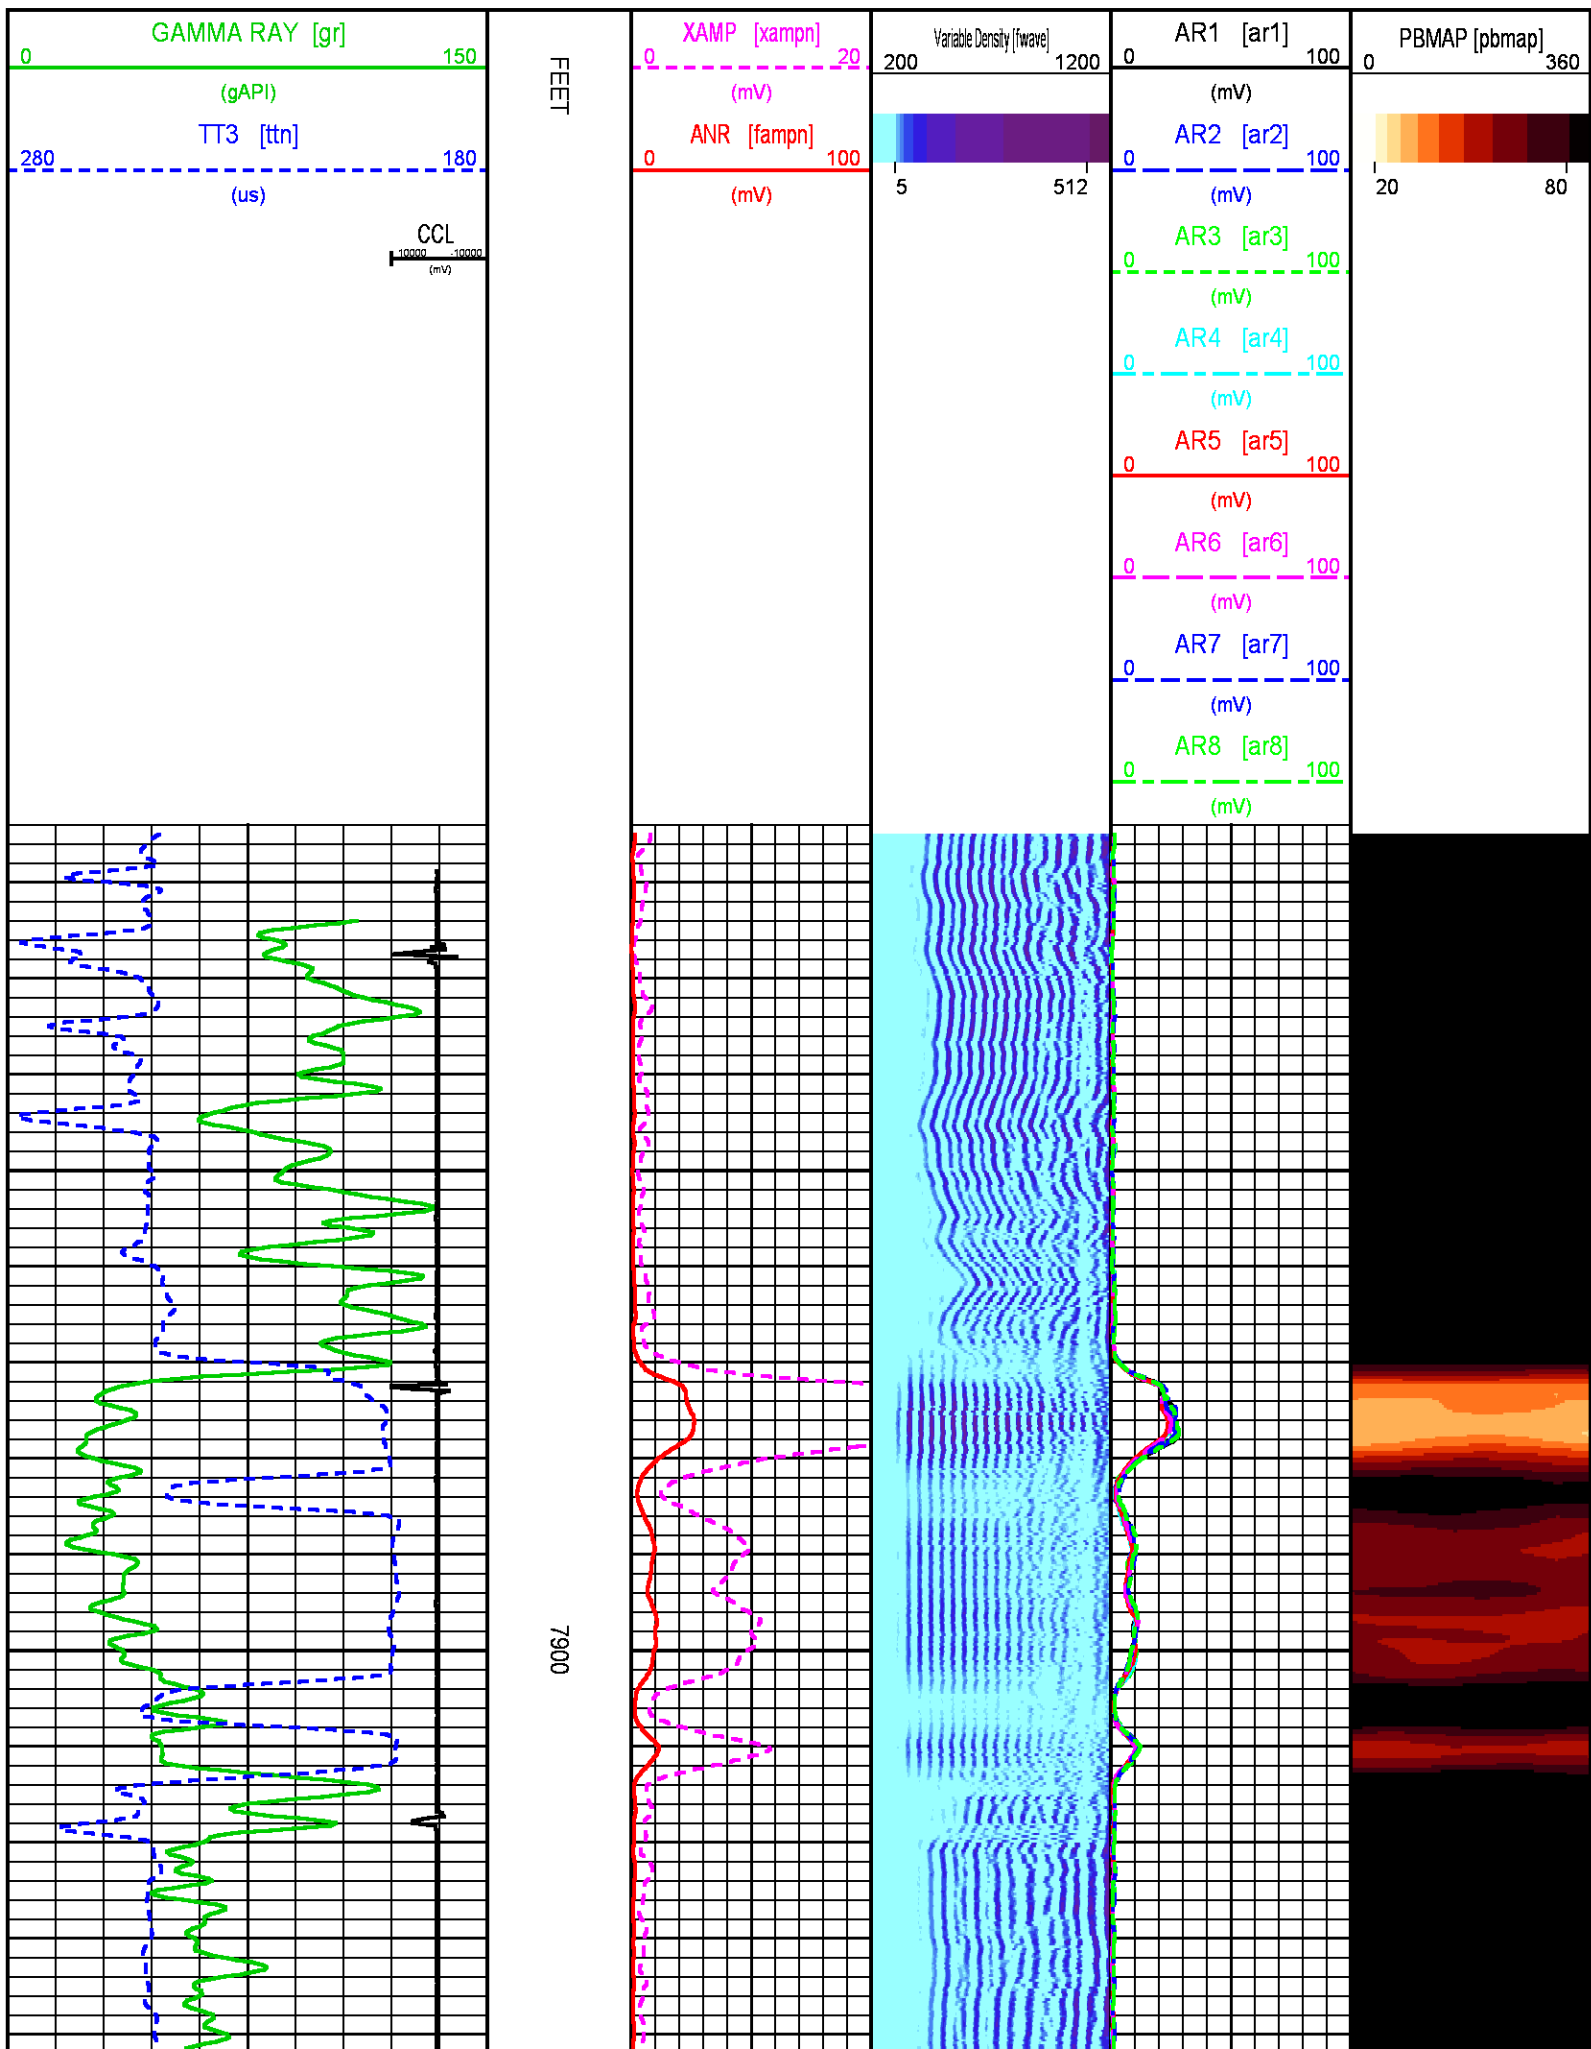 GAMMA RAY [gr]
0 150
(gAPI)
TT3 [ttn]
280 180
(us)
CCL
10000 -10000
(mV)
FEET
XAMP [xampn]
0 20
(mV)
ANR [fampn]
0 100
(mV)
Variable Density [fwave]
200 1200
5 512
AR1 [ar1]
0 100
(mV)
AR2 [ar2]
0 100
(mV)
AR3 [ar3]
0 100
(mV)
AR4 [ar4]
0 100
(mV)
AR5 [ar5]
0 100
(mV)
AR6 [ar6]
0 100
(mV)
AR7 [ar7]
0 100
(mV)
AR8 [ar8]
0 100
(mV)
PBMAP [pbmap]
0 360
20 80
7900